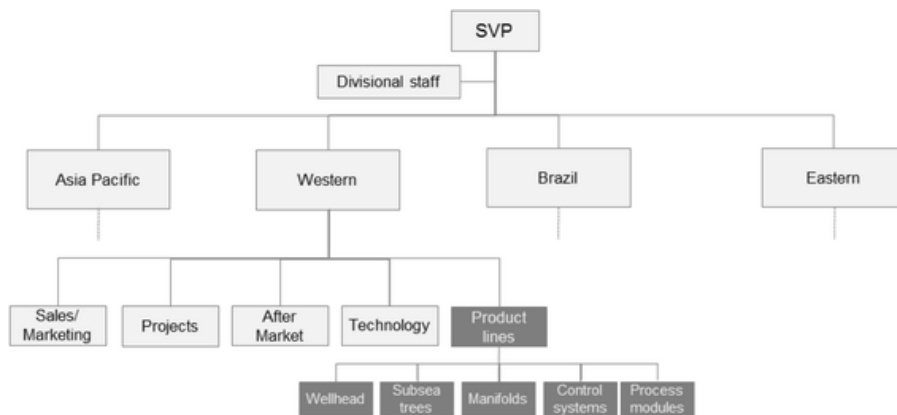 SVP
Divisional staff
Asia Pacific
Western
Brazil
Eastern
Sales/
Marketing
Projects
After
Market
Technology
Product
lines
Wellhead
Subsea
trees
Manifolds
Control
systems
Process
modules